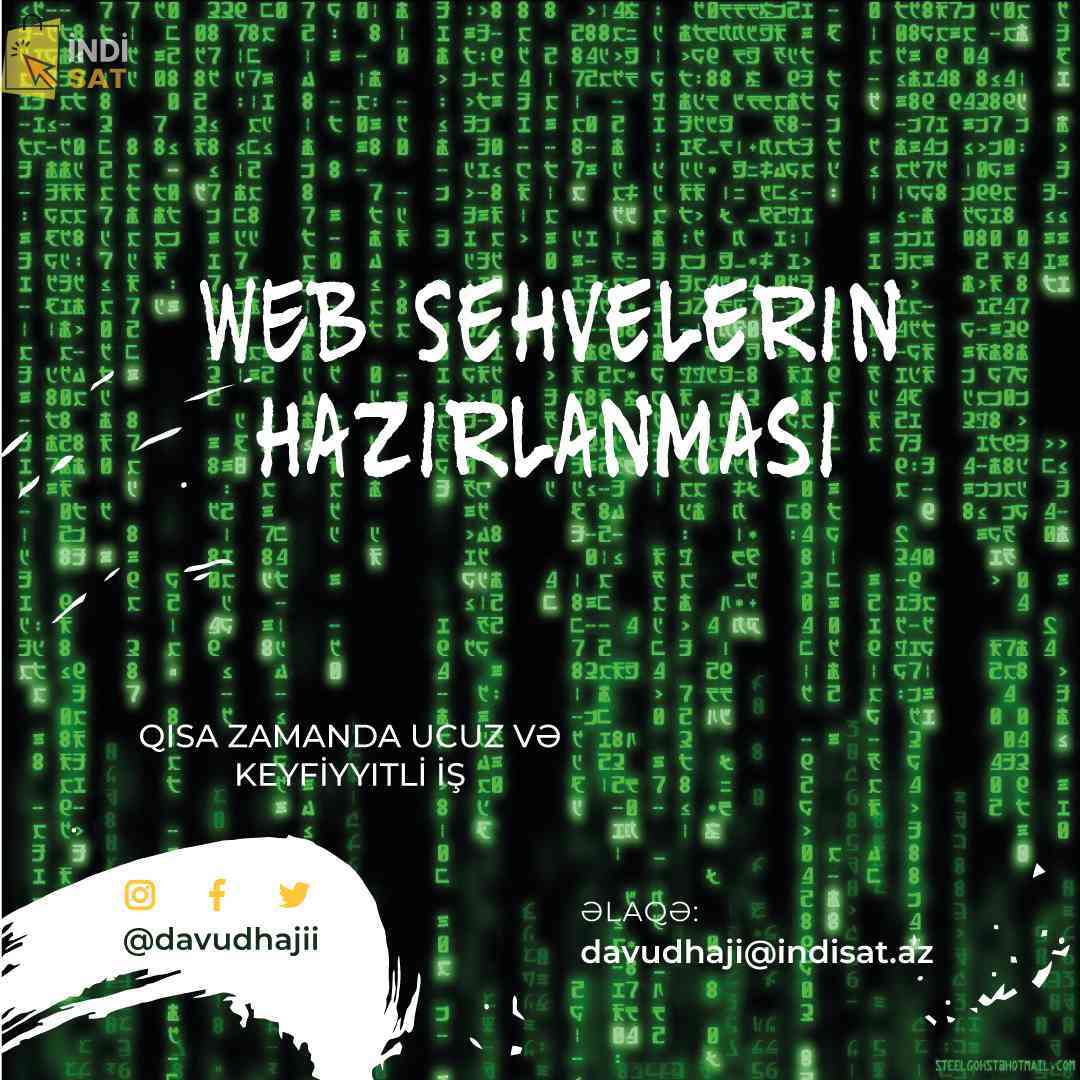 İNDİ
SAT
WEB SEHVELERIN
HAZIRLANMASI
QISA ZAMANDA UCUZ VƏ
KEYFİYYITLİ İŞ
@davudhajii
ƏLAQƏ:
davudhaji@indisat.az